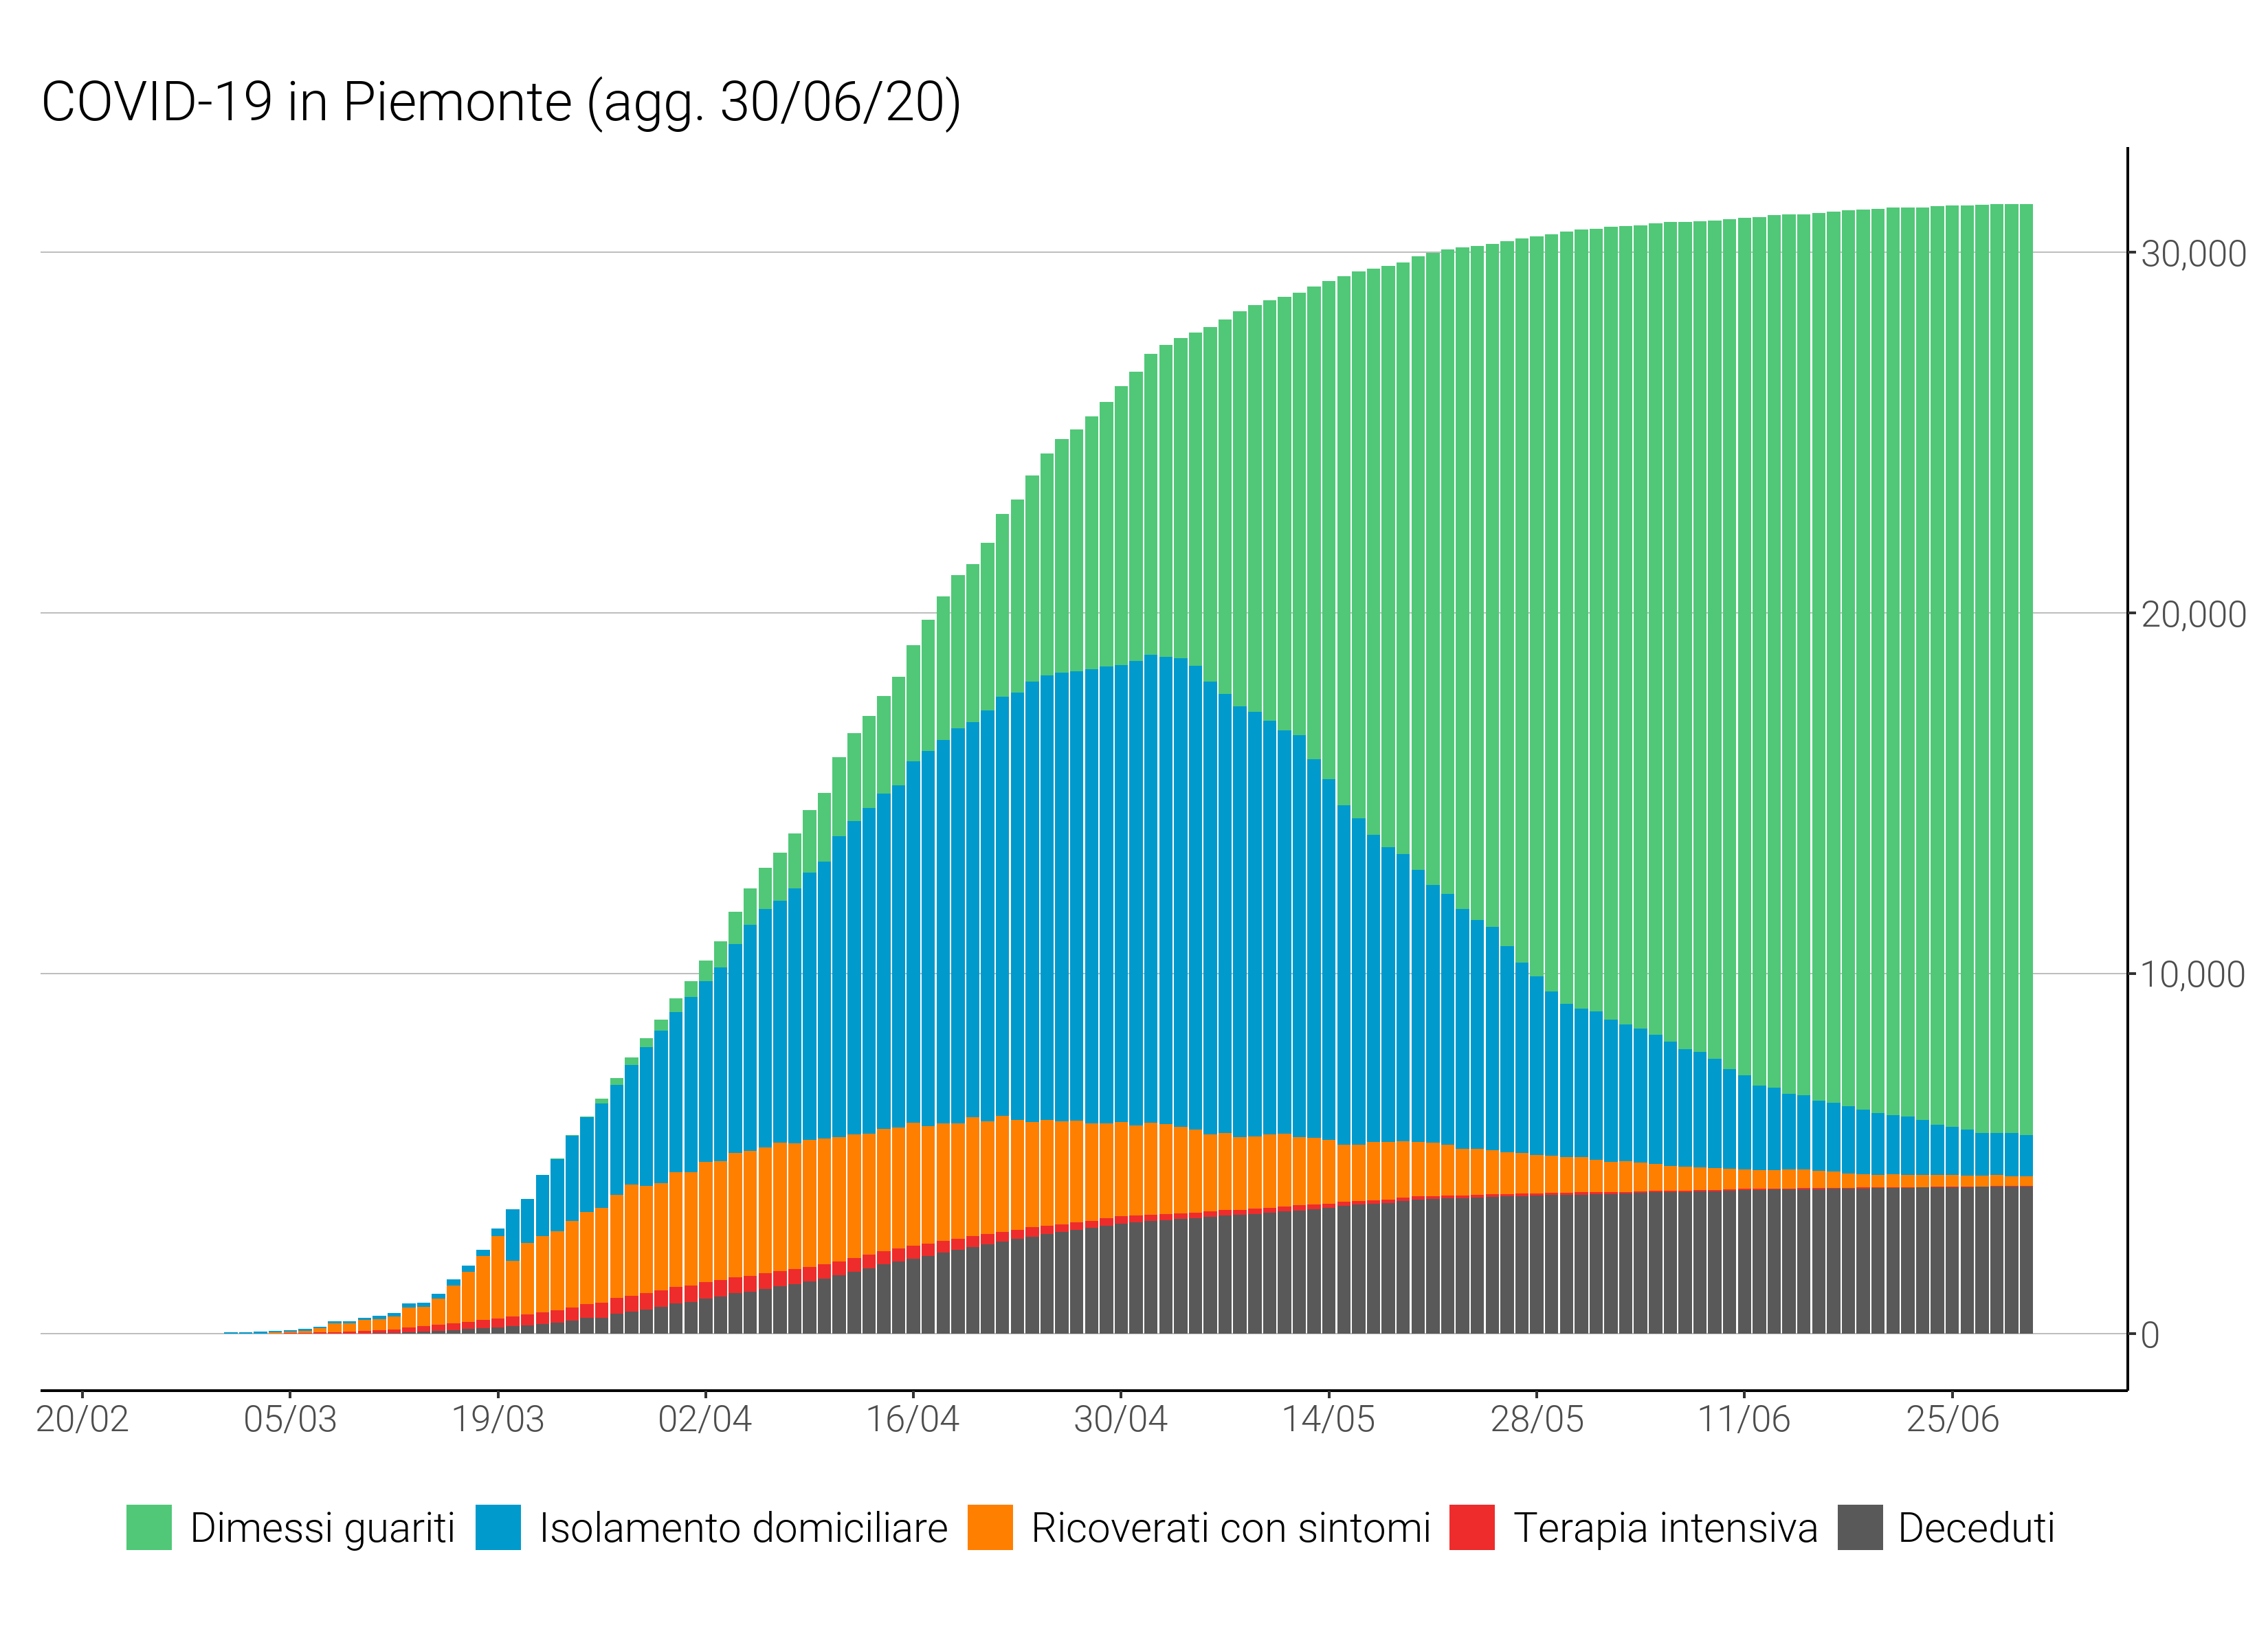 COVID-19 in Piemonte (agg. 30/06/20)
30,000
20,000
10,000
0
20/02 05/03 19/03 02/04 16/04 30/04 14/05 28/05 11/06 25/06
Dimessi guariti Isolamento domiciliare Ricoverati con sintomi Terapia intensiva Deceduti